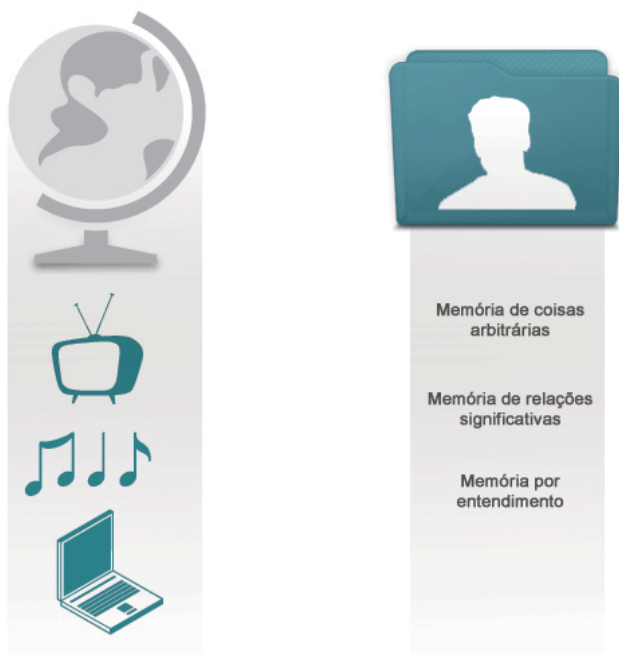 Memória de coisas
arbitrárias
Memória de relações
significativas
Memória por
entendimento